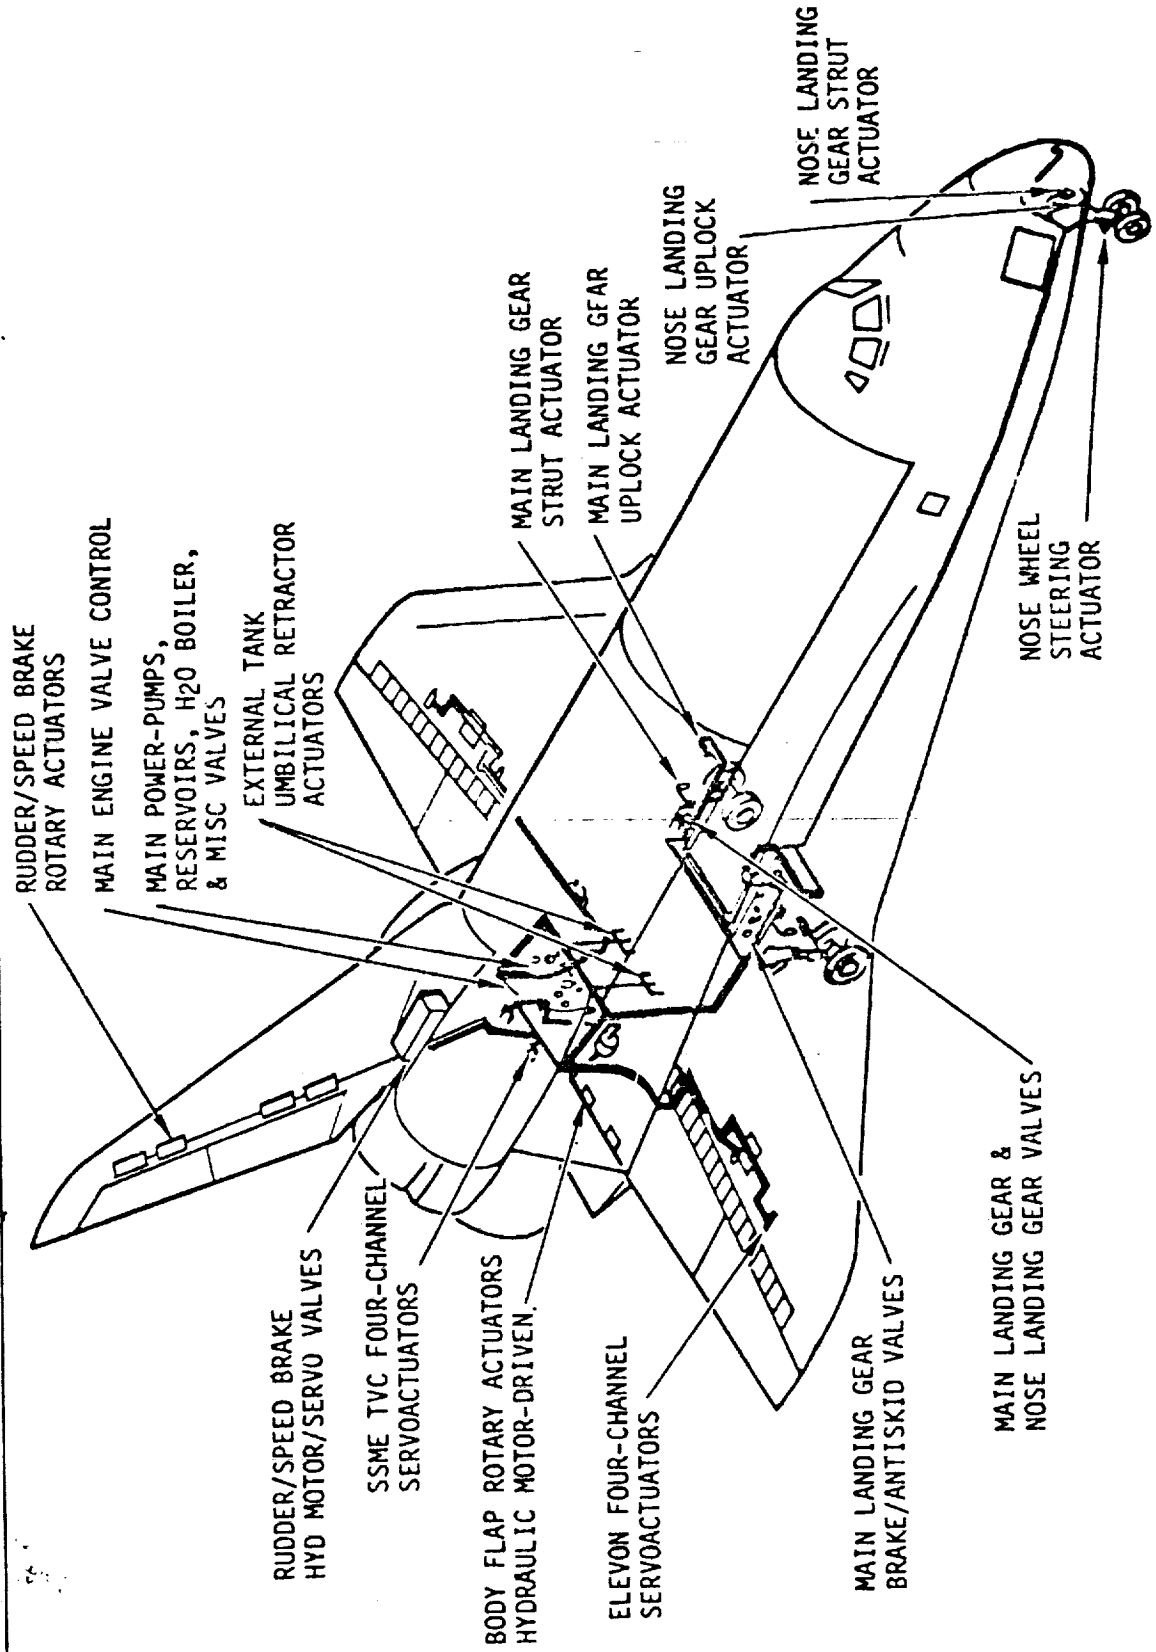 RUDDER/SPEED BRAKE
ROTARY ACTUATORS
MAIN ENGINE VALVE CONTROL
MAIN POWER-PUMPS,
RESERVOIRS, H2O BOILER,
& MISC VALVES
EXTERNAL TANK
UMBILICAL RETRACTOR
ACTUATORS
MAIN LANDING GEAR
STRUT ACTUATOR
MAIN LANDING GEAR
UPLOCK ACTUATOR
NOSE LANDING
GEAR UPLOCK
ACTUATOR
NOSE LANDING
GEAR STRUT
ACTUATOR
RUDDER/SPEED BRAKE
HYD MOTOR/SERVO VALVES
SSME TVC FOUR-CHANNEL
SERVOACTUATORS
BODY FLAP ROTARY ACTUATORS
HYDRAULIC MOTOR-DRIVEN
ELEVON FOUR-CHANNEL
SERVOACTUATORS
MAIN LANDING GEAR
BRAKE/ANTISKID VALVES
MAIN LANDING GEAR &
NOSE LANDING GEAR VALVES
NOSE WHEEL
STEERING
ACTUATOR